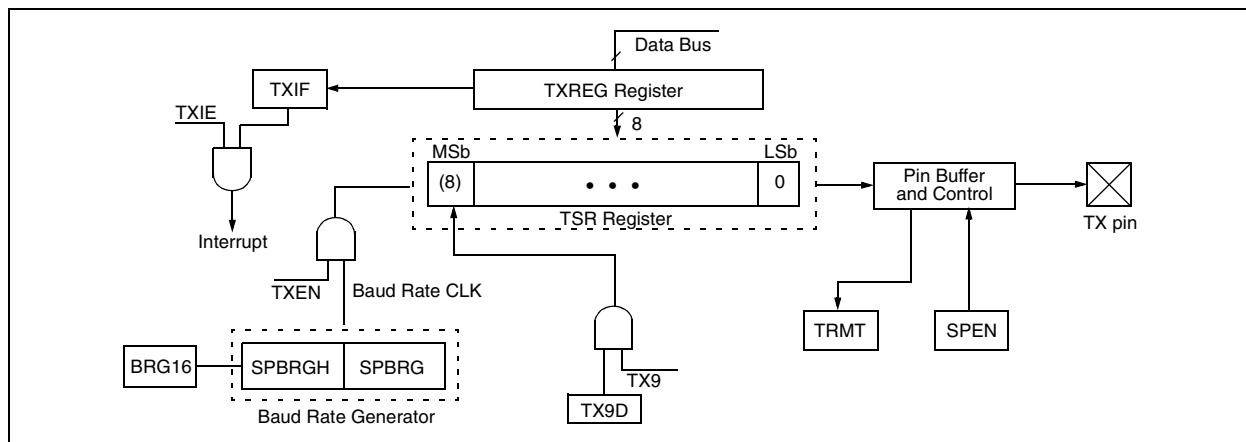 Data Bus
TXREG Register
TXIF
TXIE
8
MSb
LSb
(8)
• • •
0
TSR Register
Pin Buffer
and Control
TX pin
Interrupt
TXEN
Baud Rate CLK
TRMT
SPEN
BRG16
SPBRGH
SPBRG
TX9
TX9D
Baud Rate Generator